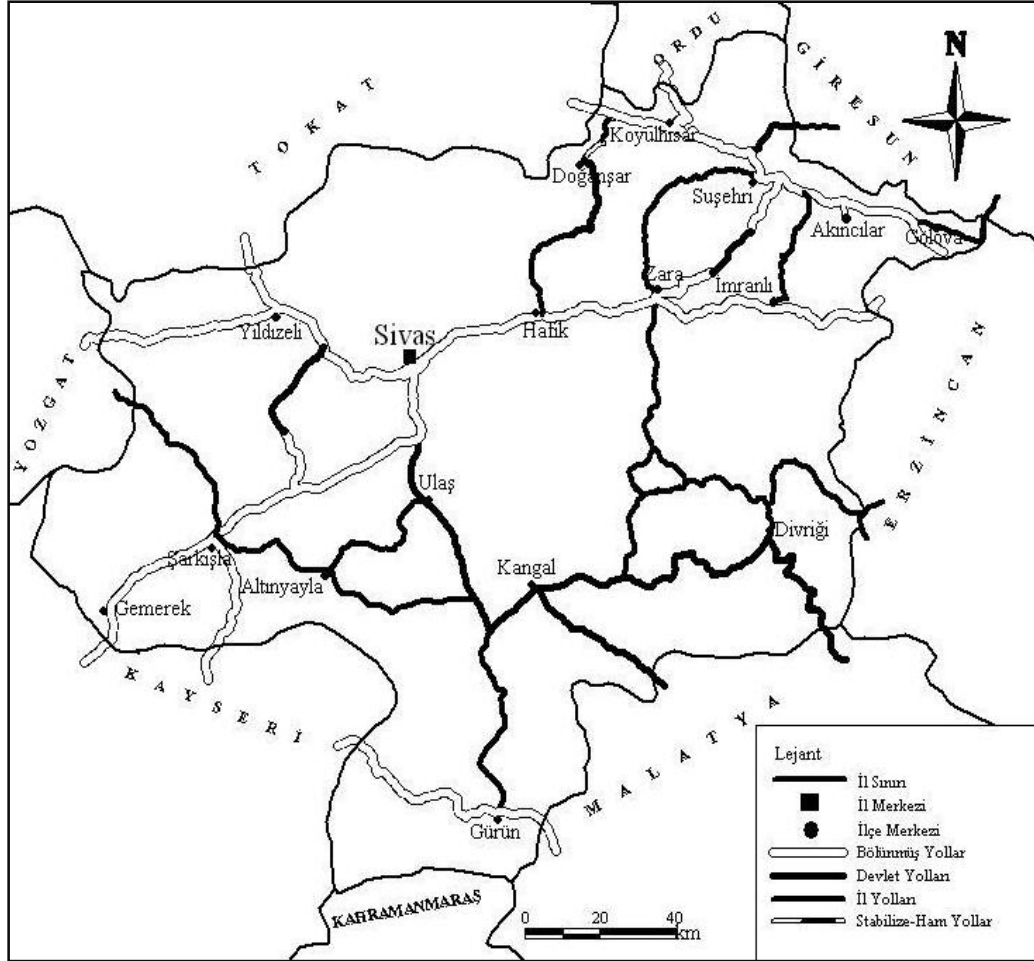 N
ORDU
GİRESUN
TOKAT
Koyulhisar
Doğanşar
Suşehri
Akıncılar
Gölova
Zara
İmranlı
Hafik
Yıldızeli
Sivas
YOZGAT
ERZİNCAN
Ulaş
Divriği
Şarkışla
Altınyayla
Kangal
Gemerek
KAYSERİ
MALATYA
Gürün
KAHRAMANMARAŞ
0 20 40
km
Lejant
İl Sınırı
İl Merkezi
İlçe Merkezi
Bölünmüş Yollar
Devlet Yolları
İl Yolları
Stabilize-Ham Yollar